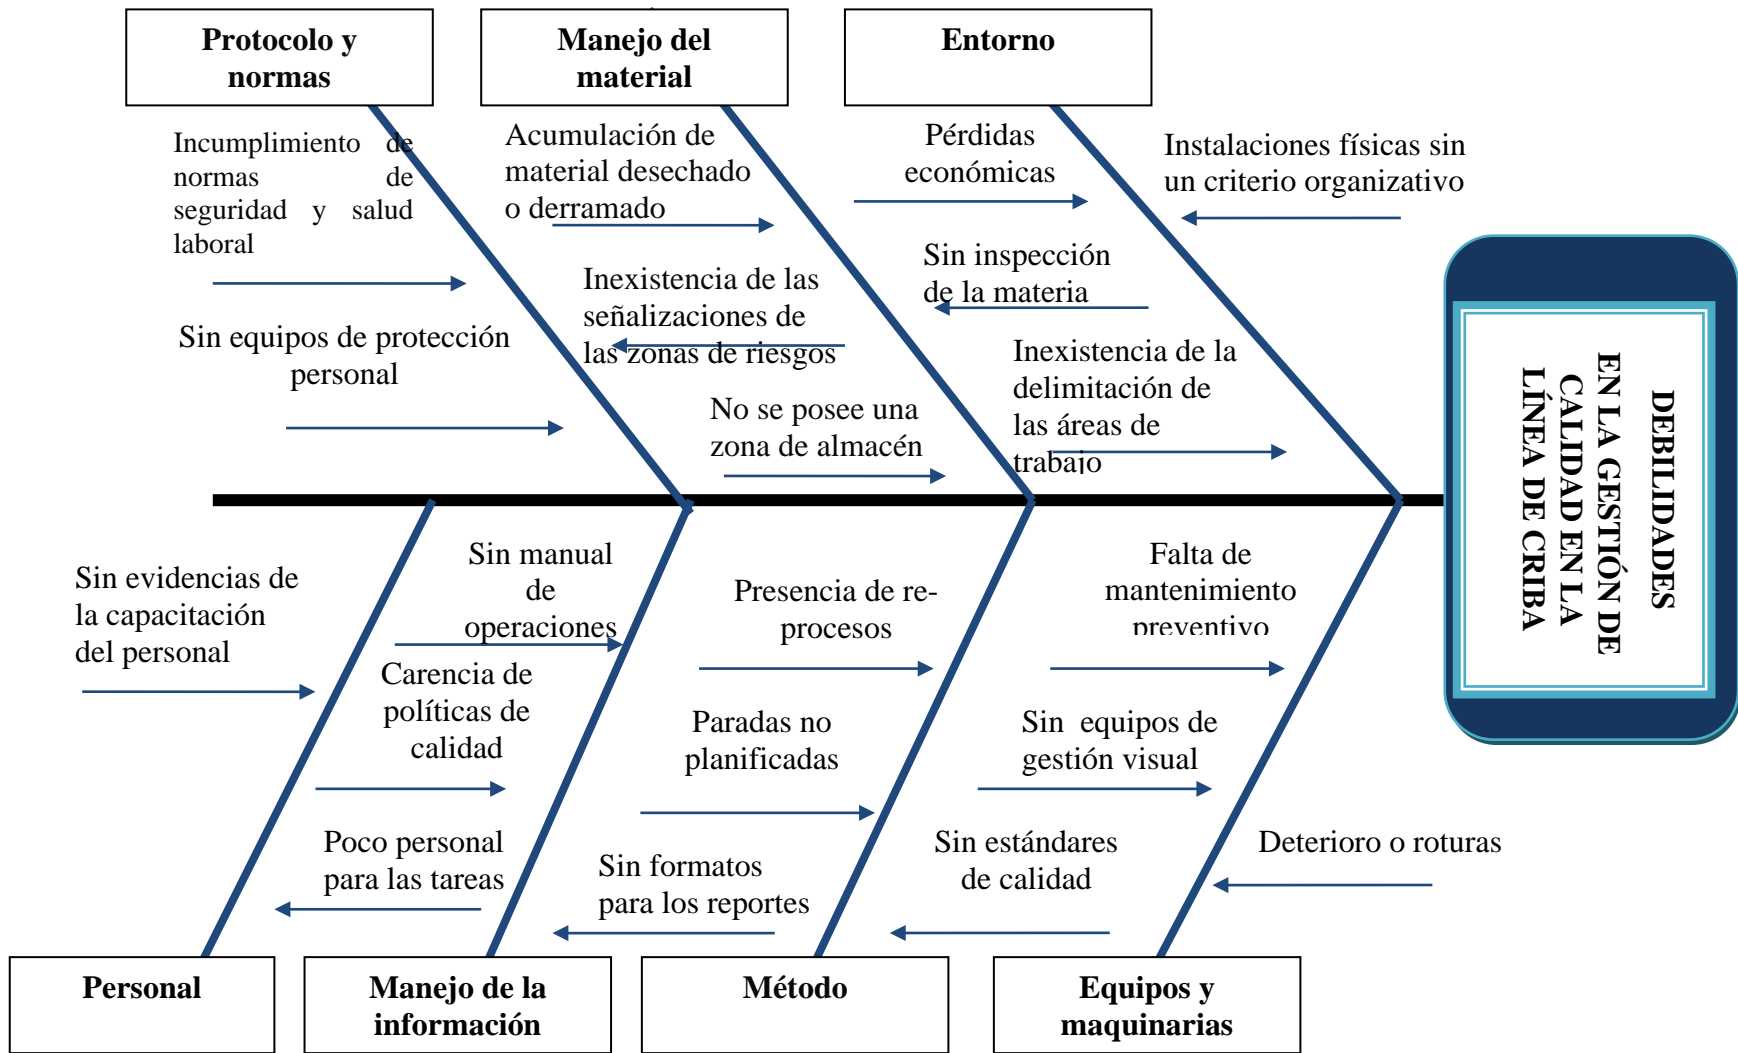 Protocolo y
normas
Manejo del
material
Entorno
Incumplimiento de
normas de
seguridad y salud
laboral
Sin equipos de protección
personal
Acumulación de
material desechado
o derramado
Inexistencia de las
señalizaciones de
las zonas de riesgos
No se posee una
zona de almacén
Pérdidas
económicas
Sin inspección
de la materia
Inexistencia de la
delimitación de
las áreas de
trabajo
Instalaciones físicas sin
un criterio organizativo
DEBILIDADES
EN LA GESTIÓN DE
CALIDAD EN LA
LÍNEA DE CRIBA
Sin evidencias de
la capacitación
del personal
Sin manual
de
operaciones
Carencia de
políticas de
calidad
Poco personal
para las tareas
Presencia de re-
procesos
Paradas no
planificadas
Sin formatos
para los reportes
Falta de
mantenimiento
preventivo
Sin equipos de
gestión visual
Sin estándares
de calidad
Deterioro o roturas
Personal
Manejo de la
información
Método
Equipos y
maquinarias